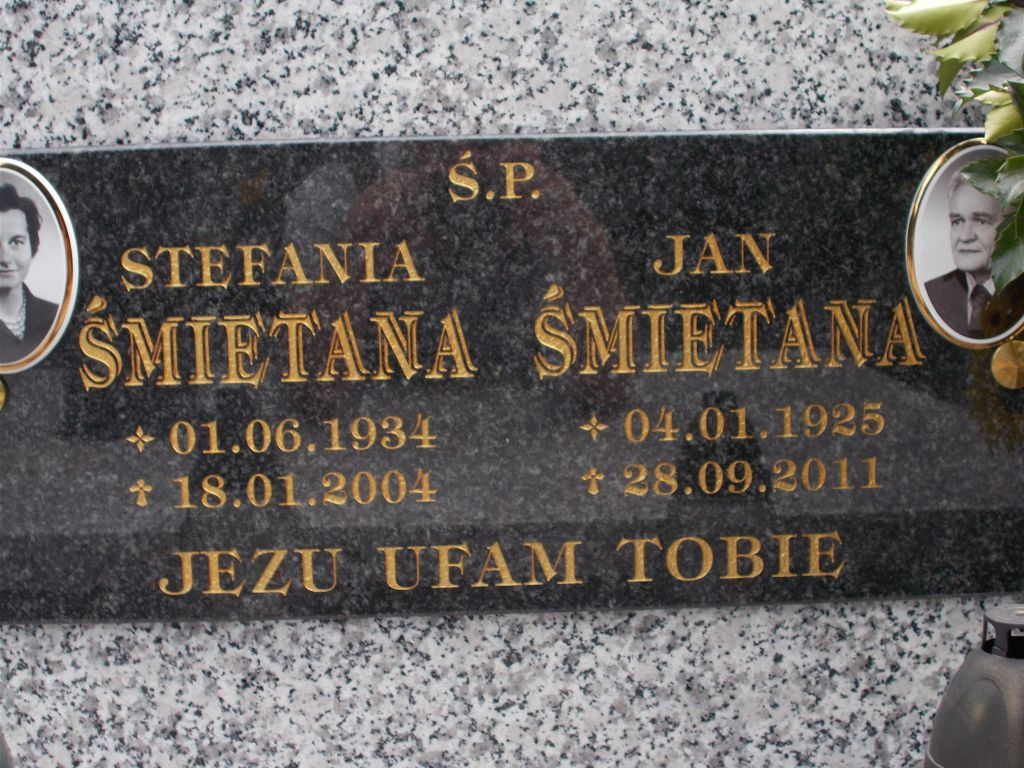 Ś.P.
STEFANIA
ŚMIETANA
01.06.1934
18.01.2004
JAN
ŚMIETANA
04.01.1925
28.09.2011
JEZU UFAM TOBIE